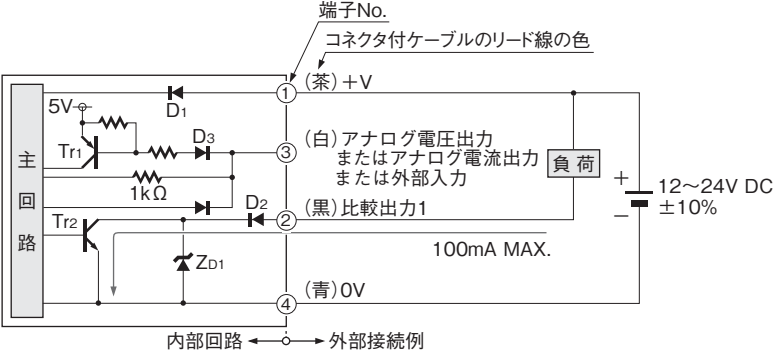 端子No.
コネクタ付ケーブルのリード線の色
① (茶)+V
D1
5V
Tr1
D3
③ (白)アナログ電圧出力
またはアナログ電流出力
または外部入力
負荷
主回路
1kΩ
+
12〜24V DC
−
±10%
D2
② (黒)比較出力1
Tr2
100mA MAX.
ZD1
④ (青)0V
内部回路
外部接続例